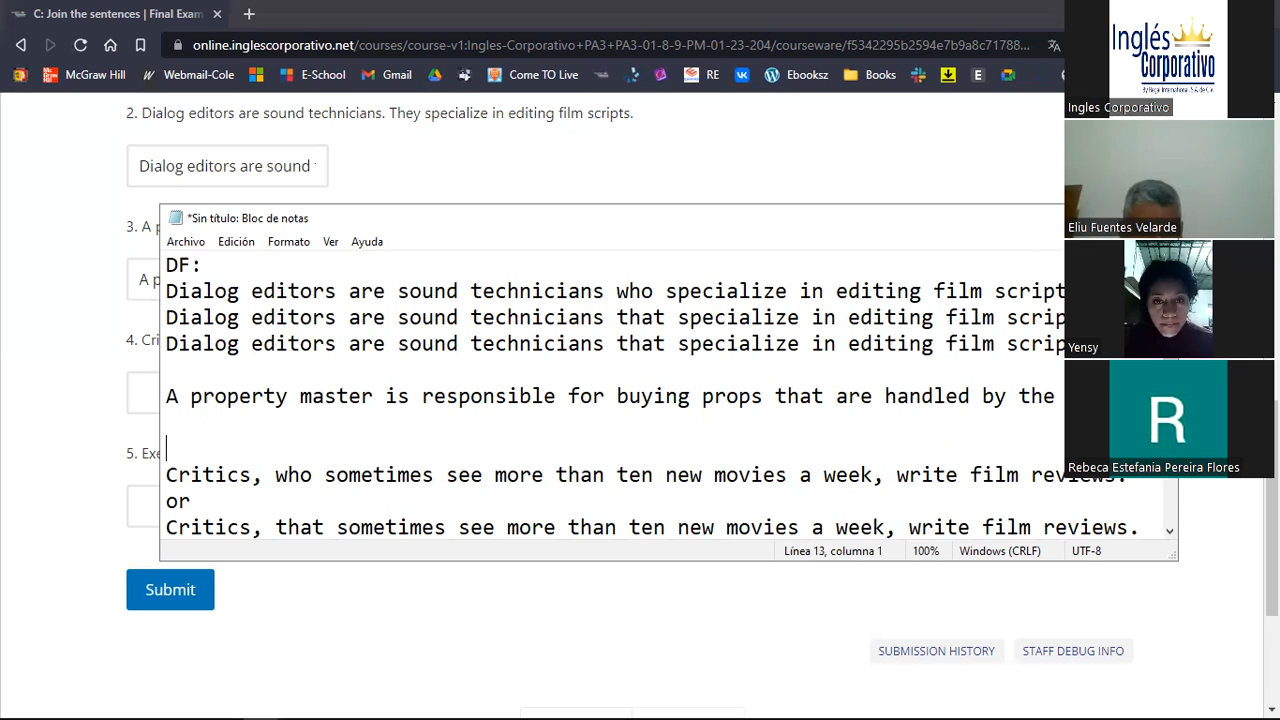 C: Join the sentences | Final Exam
online.inglescorporativo.net/courses/course-v1:Ingles-Corporativo+PA3+PA3-01-8-9-PM-01-23-204/courseware/f5342295b2294e7b9a8c71788...
McGraw Hill Webmail-Cole E-School Gmail Come TO Live RE Ebooksz Books
2. Dialog editors are sound technicians. They specialize in editing film scripts.
Dialog editors are sound
3. A p
A p
4. Cri
5. Exe
*Sin título: Bloc de notas
Archivo Edición Formato Ver Ayuda
DF:
Dialog editors are sound technicians who specialize in editing film script
Dialog editors are sound technicians that specialize in editing film scrip
Dialog editors are sound technicians that specialize in editing film scrip
A property master is responsible for buying props that are handled by the
Critics, who sometimes see more than ten new movies a week, write film reviews.
or
Critics, that sometimes see more than ten new movies a week, write film reviews.
Línea 13, columna 1 100% Windows (CRLF) UTF-8
Submit
SUBMISSION HISTORY STAFF DEBUG INFO
Inglés
Corporativo
Ingles Corporativo
Eliu Fuentes Velarde
Yensy
R
Rebeca Estefania Pereira Flores